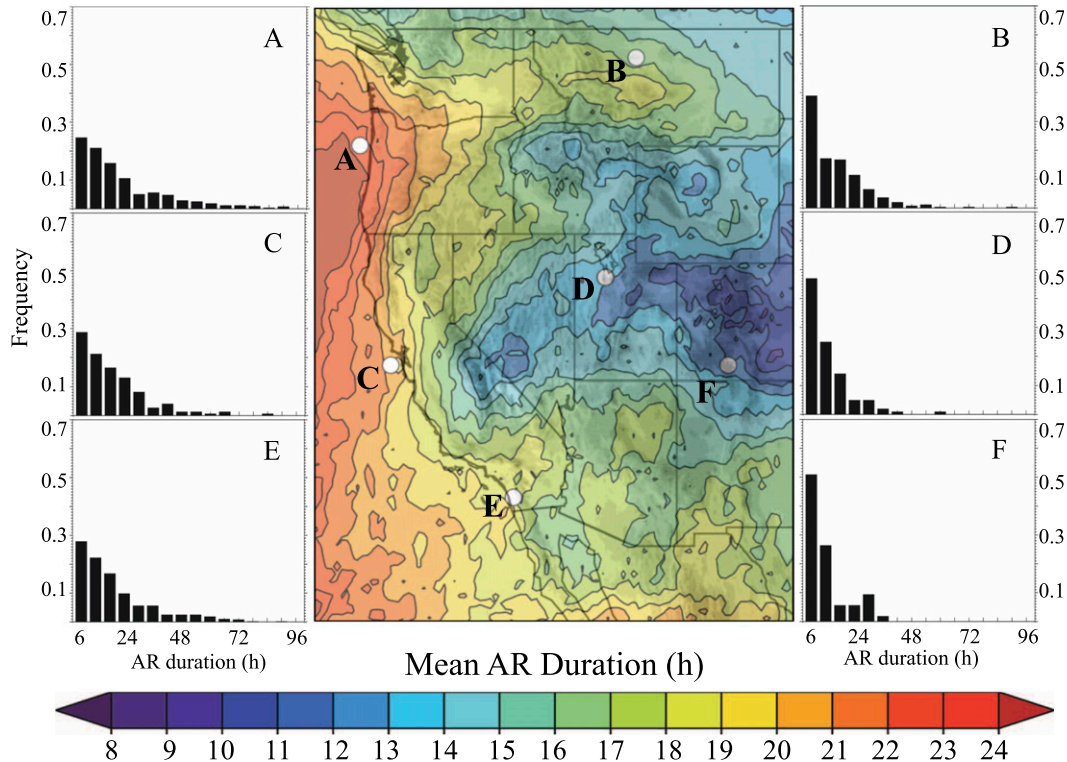 0.7
0.5
0.3
0.1
A
0.7
0.5
0.3
0.1
C
0.7
0.5
0.3
0.1
E
Frequency
6 24 48 72 96
AR duration (h)
A
B
C
D
E
F
B
0.7
0.5
0.3
0.1
D
0.7
0.5
0.3
0.1
F
0.7
0.5
0.3
0.1
6 24 48 72 96
AR duration (h)
Mean AR Duration (h)
8 9 10 11 12 13 14 15 16 17 18 19 20 21 22 23 24